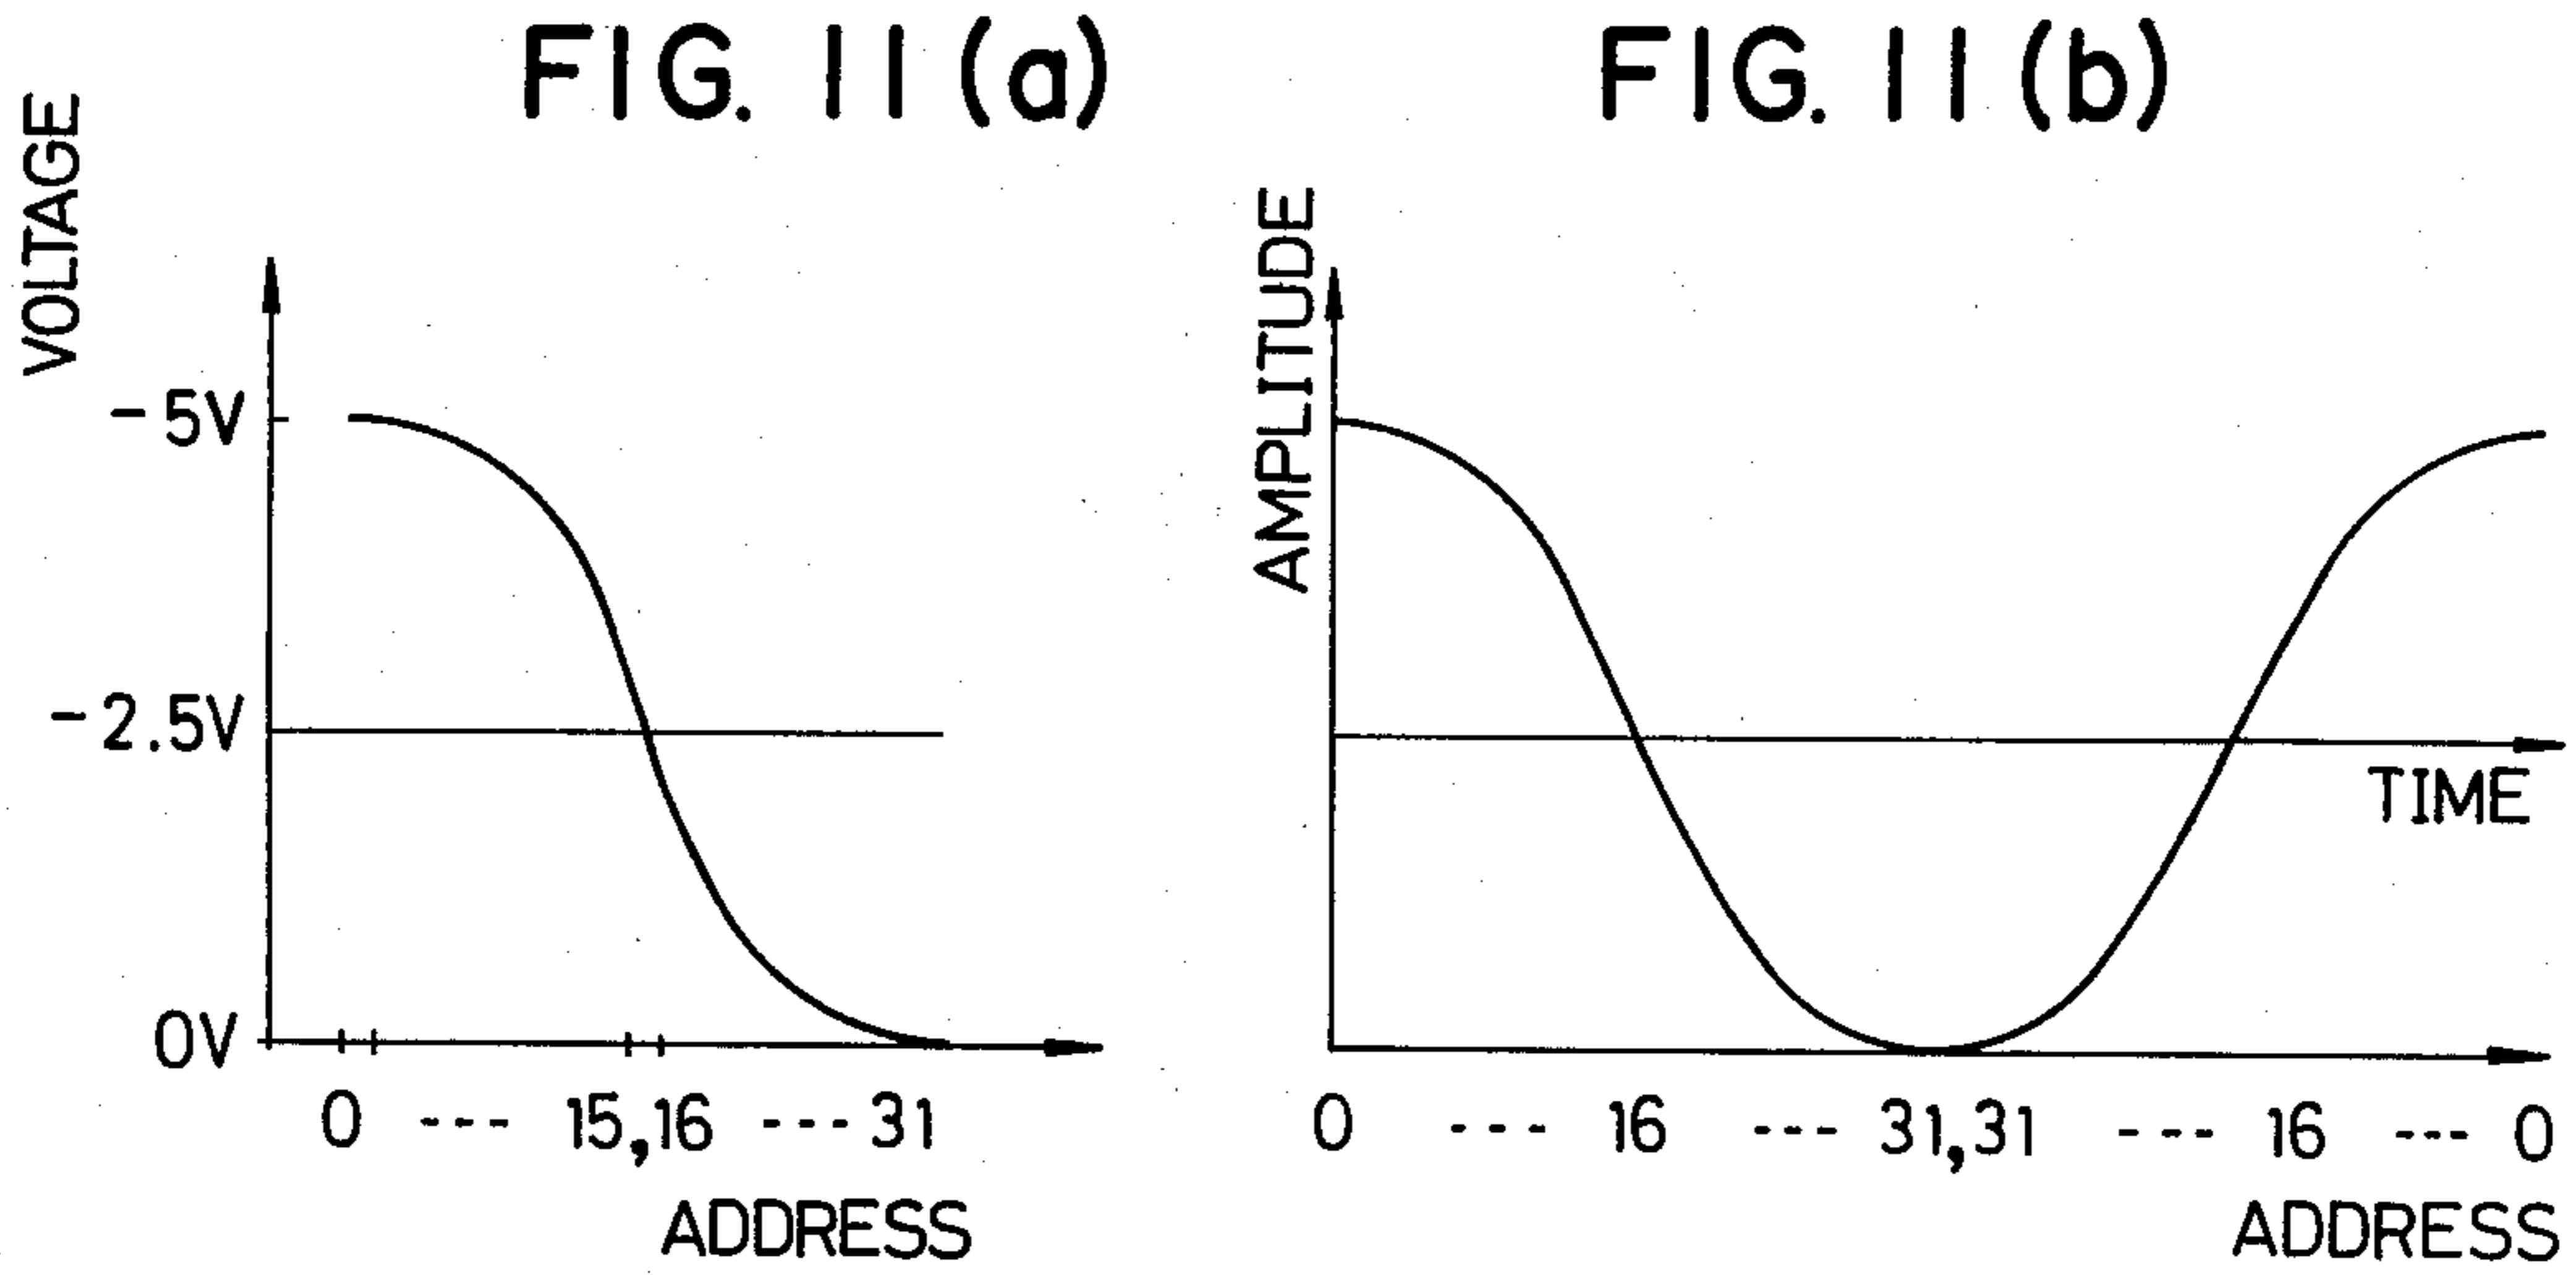 FIG. 11 (a)
VOLTAGE
-5V
-2.5V
0V
0 --- 15,16 --- 31
ADDRESS
FIG. 11 (b)
AMPLITUDE
TIME
0 --- 16 --- 31,31 --- 16 --- 0
ADDRESS